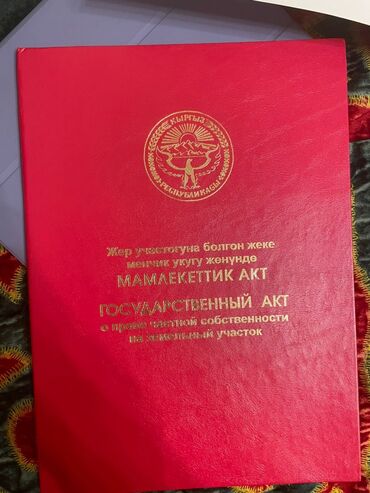 КЫРГЫЗ
РЕСПУБЛИКАСЫ
Жер участогуна болгон жеке
менчик укугу жөнүндө
МАМЛЕКЕТТИК АКТ
ГОСУДАРСТВЕННЫЙ АКТ
о праве частной собственности
на земельный участок